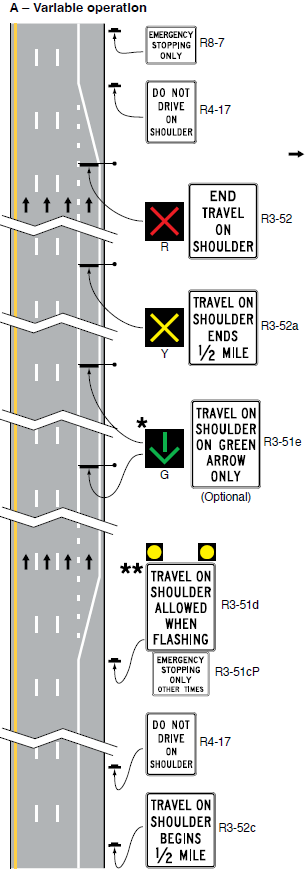 A – Variable operation
EMERGENCY
STOPPING
ONLY
R8-7
DO NOT
DRIVE
ON
SHOULDER
R4-17
END
TRAVEL
ON
SHOULDER
R3-52
R
TRAVEL ON
SHOULDER
ENDS
1/2 MILE
R3-52a
Y
*
TRAVEL ON
SHOULDER
ON GREEN
ARROW
ONLY
R3-51e
G
(Optional)
**
TRAVEL ON
SHOULDER
ALLOWED
WHEN
FLASHING
R3-51d
EMERGENCY
STOPPING
ONLY
OTHER TIMES
R3-51cP
DO NOT
DRIVE
ON
SHOULDER
R4-17
TRAVEL ON
SHOULDER
BEGINS
1/2 MILE
R3-52c